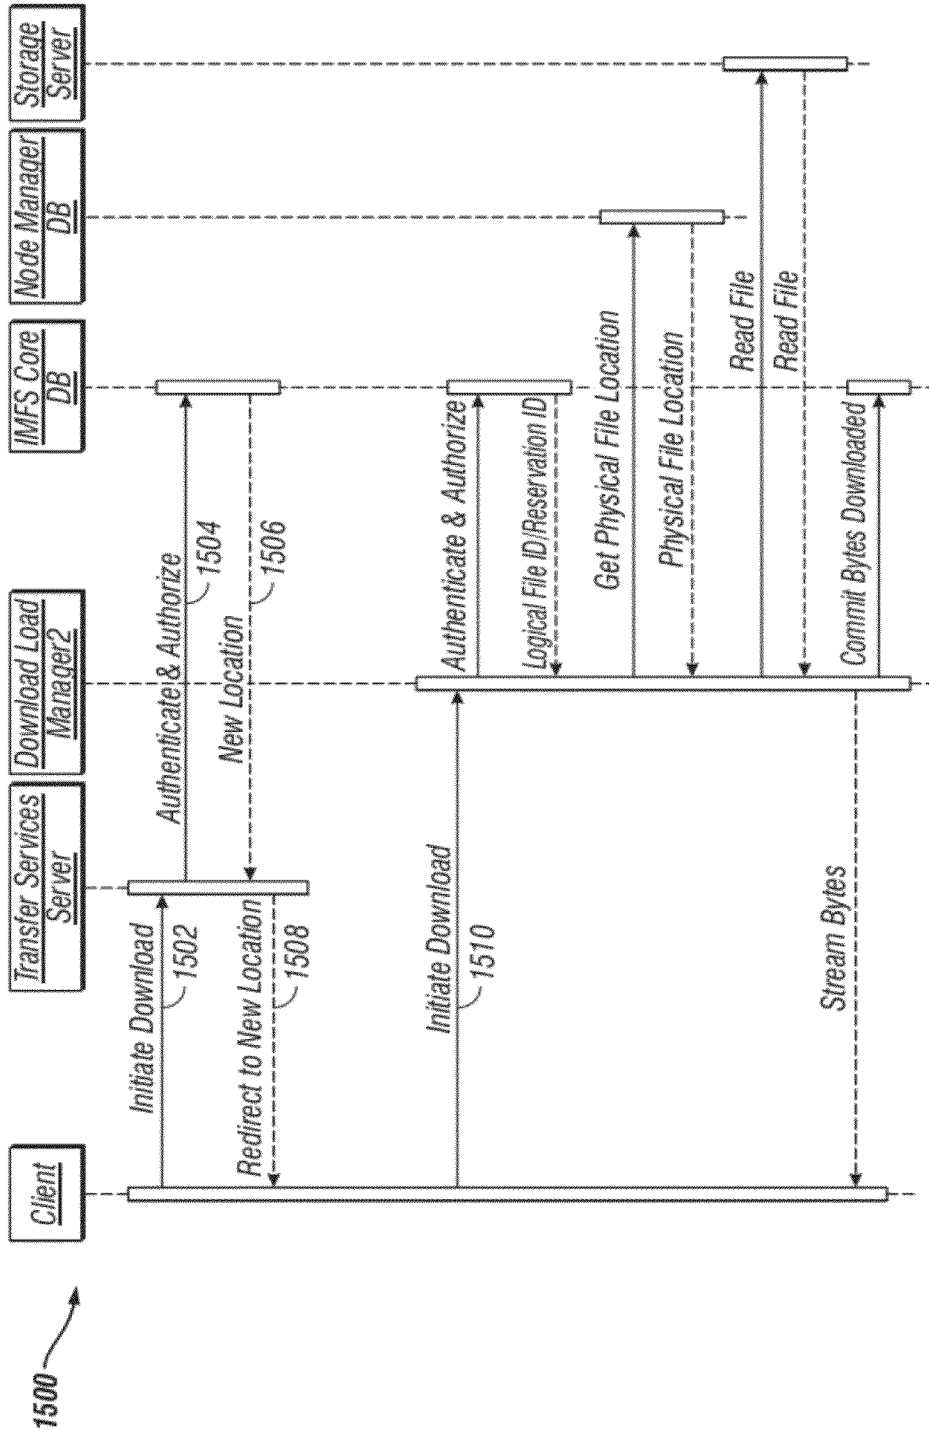 1500
Client
Transfer Services
Server
Download Load
Manager2
IMFS Core
DB
Node Manager
DB
Storage
Server
Initiate Download
1502
Authenticate & Authorize
1504
New Location
1506
Redirect to New Location
1508
Initiate Download
1510
Authenticate & Authorize
Logical File ID/Reservation ID
Get Physical File Location
Physical File Location
Read File
Read File
Stream Bytes
Commit Bytes Downloaded